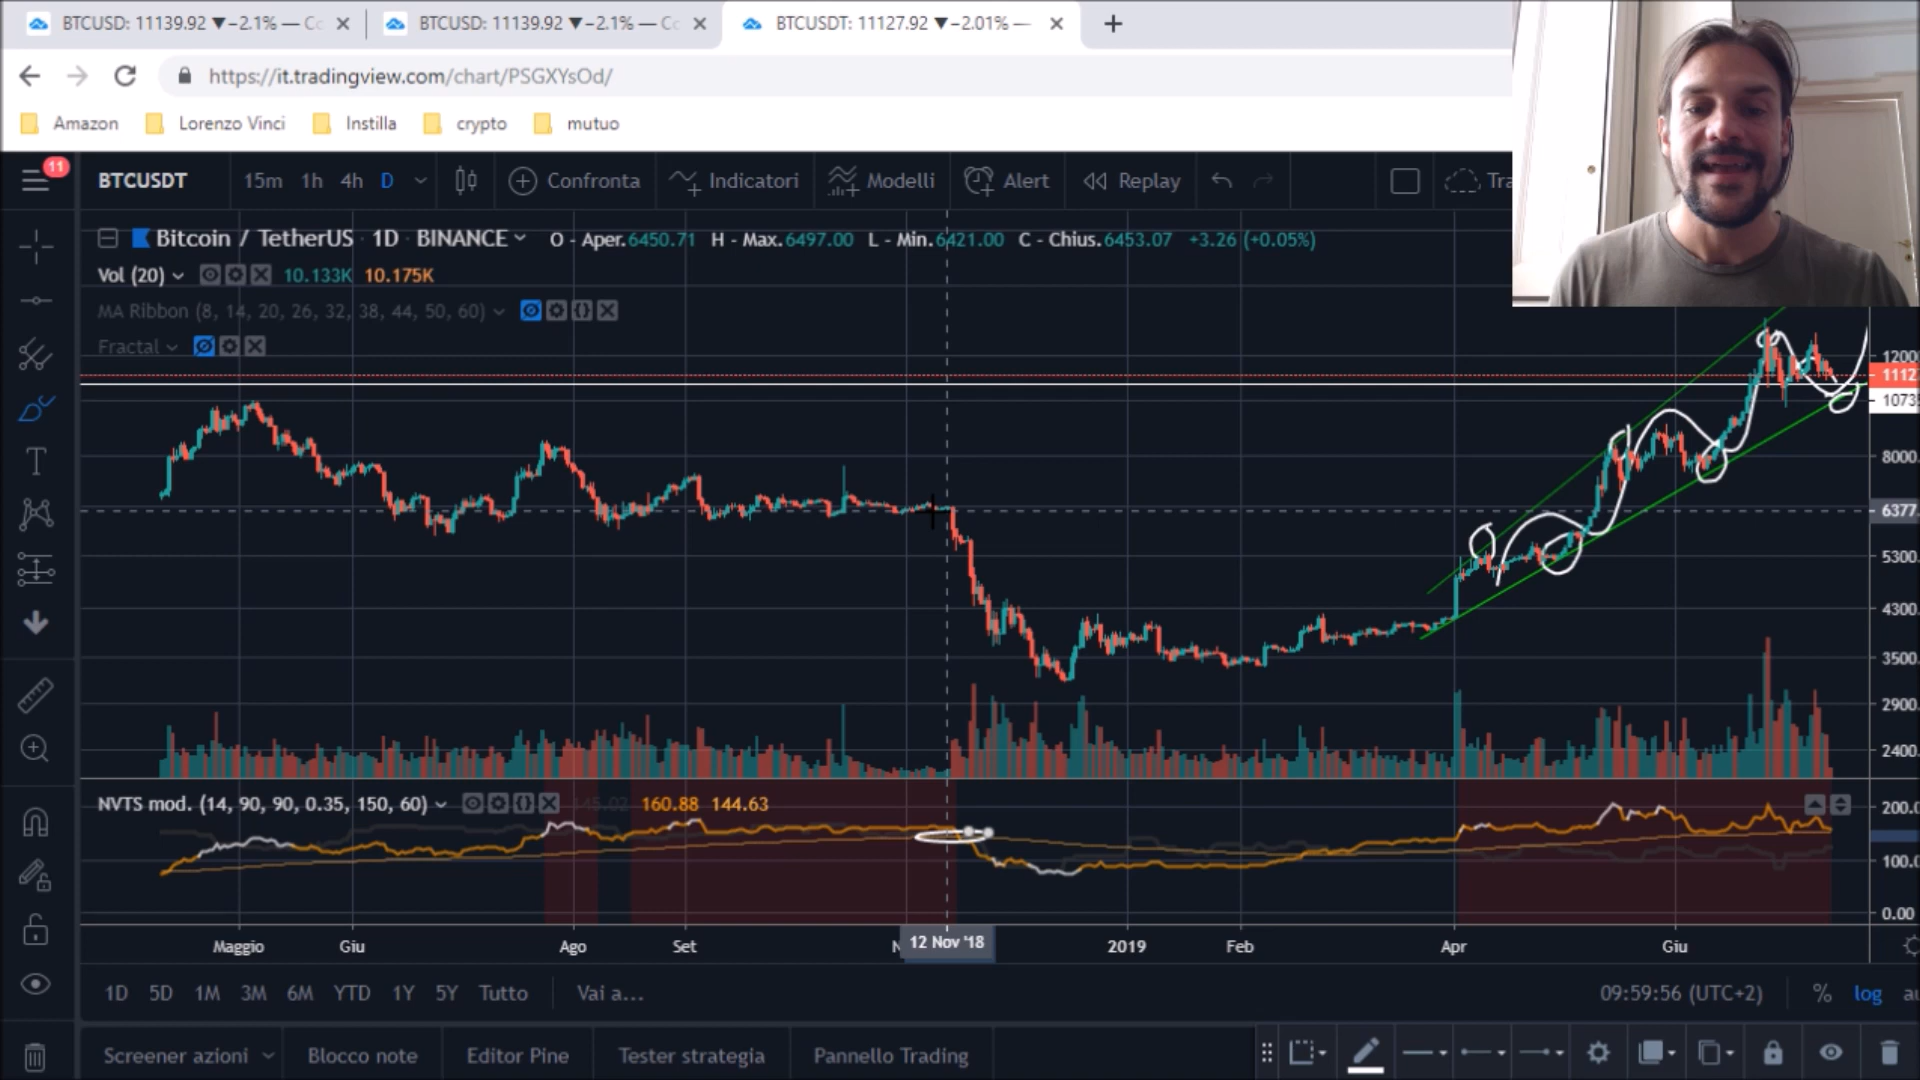 BTCUSD: 11139.92 ▼−2.1% — Co
BTCUSD: 11139.92 ▼−2.1% — Co
BTCUSDT: 11127.92 ▼−2.01% —
https://it.tradingview.com/chart/PSGXYsOd/
Amazon Lorenzo Vinci Instilla crypto mutuo
11 BTCUSDT 15m 1h 4h D Confronta Indicatori Modelli Alert Replay Tra
Bitcoin / TetherUS 1D BINANCE O - Aper.6450.71 H - Max.6497.00 L - Min.6421.00 C - Chius.6453.07 +3.26 (+0.05%)
Vol (20) 10.133K 10.175K
MA Ribbon (8, 14, 20, 26, 32, 38, 44, 50, 60)
Fractal
1200
1112
1073
8000.
6377.
5300.
4300.
3500.
2900.
2400.
NVTS mod. (14, 90, 90, 0.35, 150, 60) 145.02 160.88 144.63
200.0
100.0
0.00
Maggio Giu Ago Set N 12 Nov '18 2019 Feb Apr Giu
1D 5D 1M 3M 6M YTD 1Y 5Y Tutto Vai a... 09:59:56 (UTC+2) % log au
Screener azioni Blocco note Editor Pine Tester strategia Pannello Trading